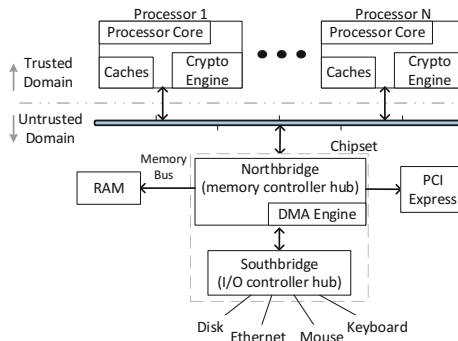 Processor 1
Processor N
Processor Core
Processor Core
Caches
Crypto
Engine
Caches
Crypto
Engine
Trusted
Domain
Untrusted
Domain
Chipset
Memory
Bus
Northbridge
(memory controller hub)
RAM
PCI
Express
DMA Engine
Southbridge
(I/O controller hub)
Disk
Ethernet
Mouse
Keyboard